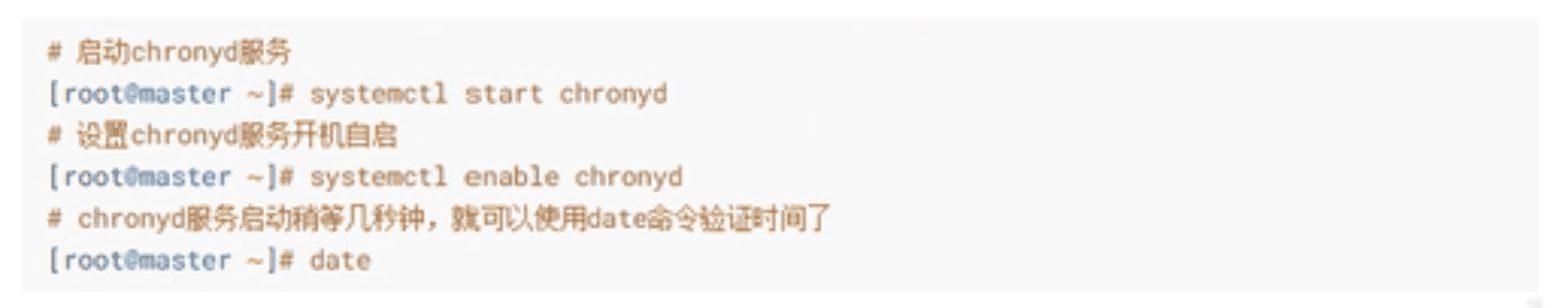 # 启动chronyd服务
[root@master ~]# systemctl start chronyd
# 设置chronyd服务开机自启
[root@master ~]# systemctl enable chronyd
# chronyd服务启动稍等几秒钟，就可以使用date命令验证时间了
[root@master ~]# date